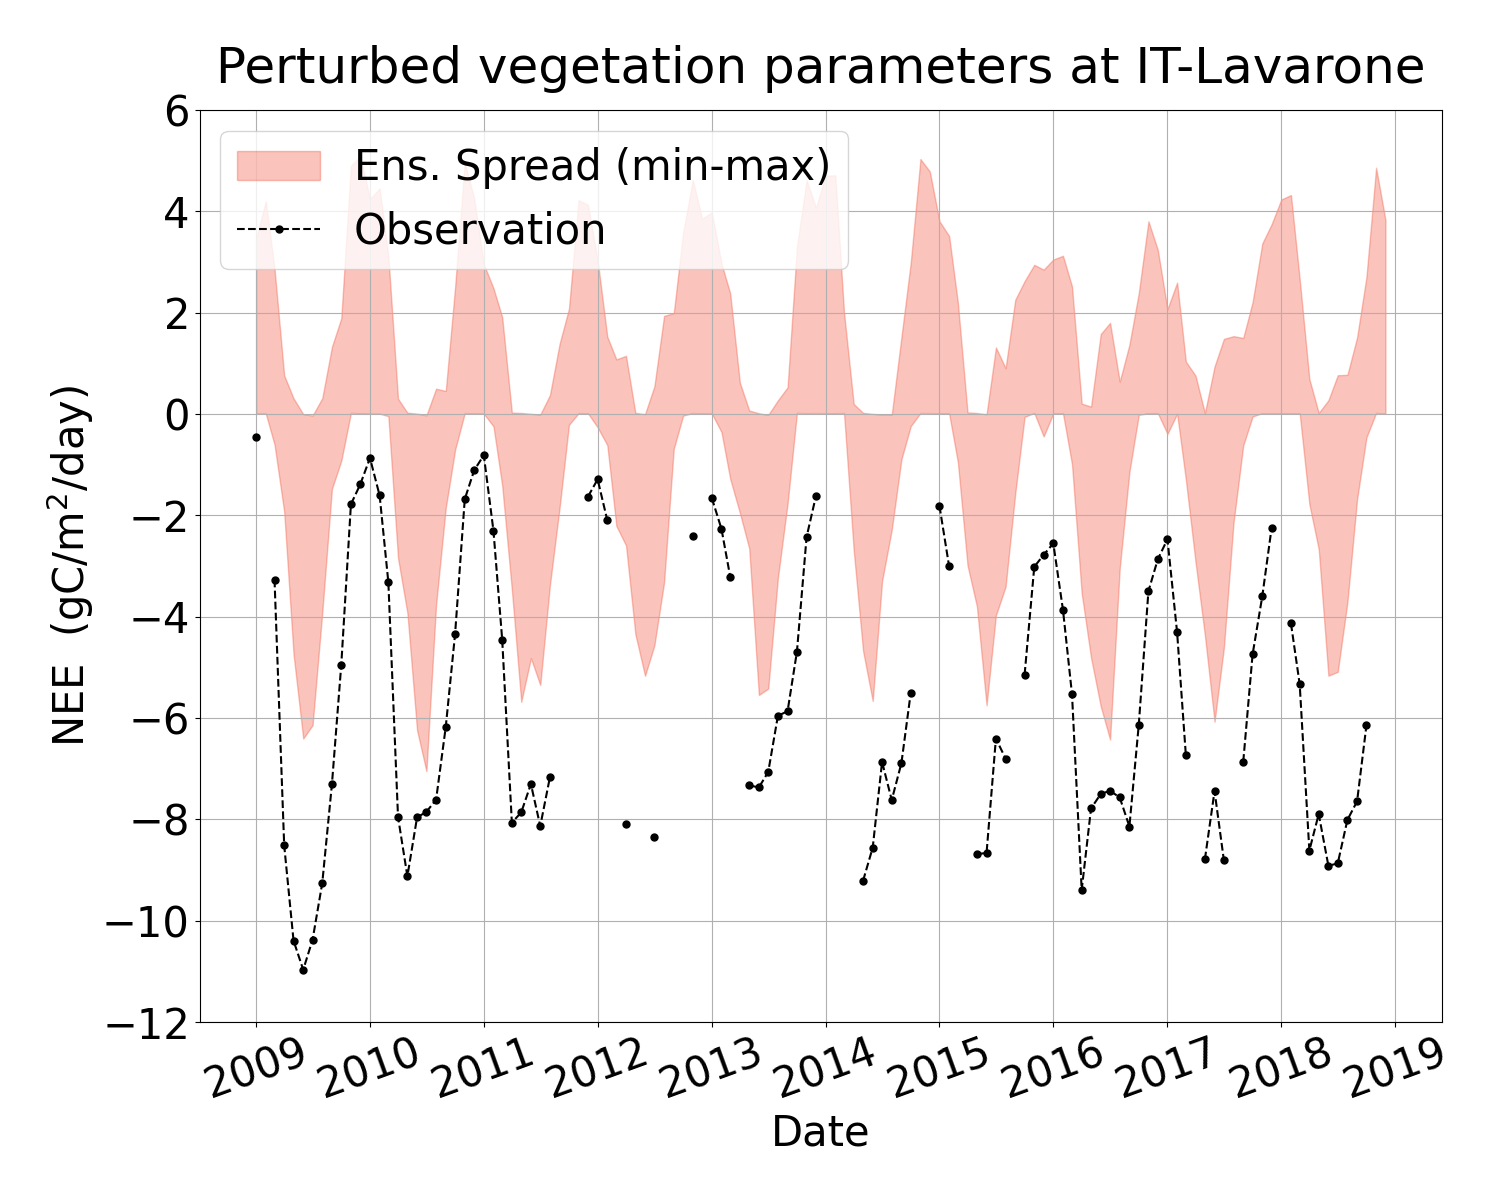 Perturbed vegetation parameters at IT-Lavarone
6
4
2
0
−2
−4
−6
−8
−10
−12
NEE (gC/m²/day)
Ens. Spread (min-max)
Observation
2009 2010 2011 2012 2013 2014 2015 2016 2017 2018 2019
Date